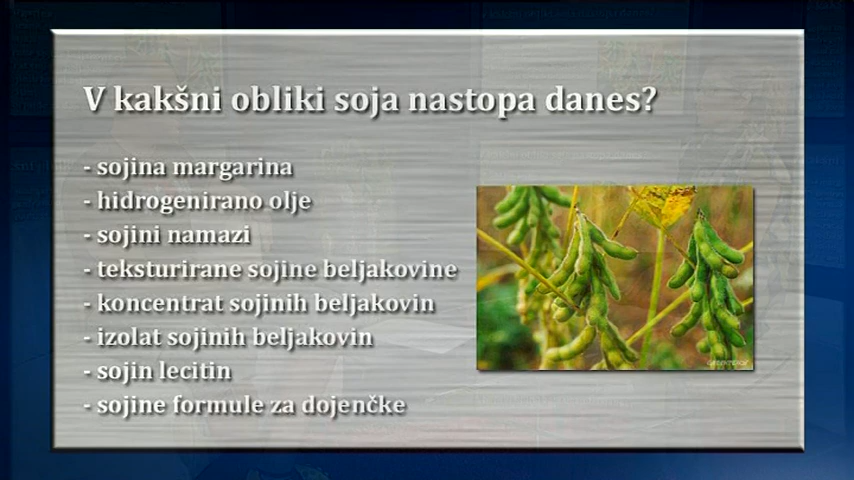 V kakšni obliki soja nastopa danes?
- sojina margarina
- hidrogenirano olje
- sojini namazi
- teksturirane sojine beljakovine
- koncentrat sojinih beljakovin
- izolat sojinih beljakovin
- sojin lecitin
- sojine formule za dojenčke
GREENPEACE